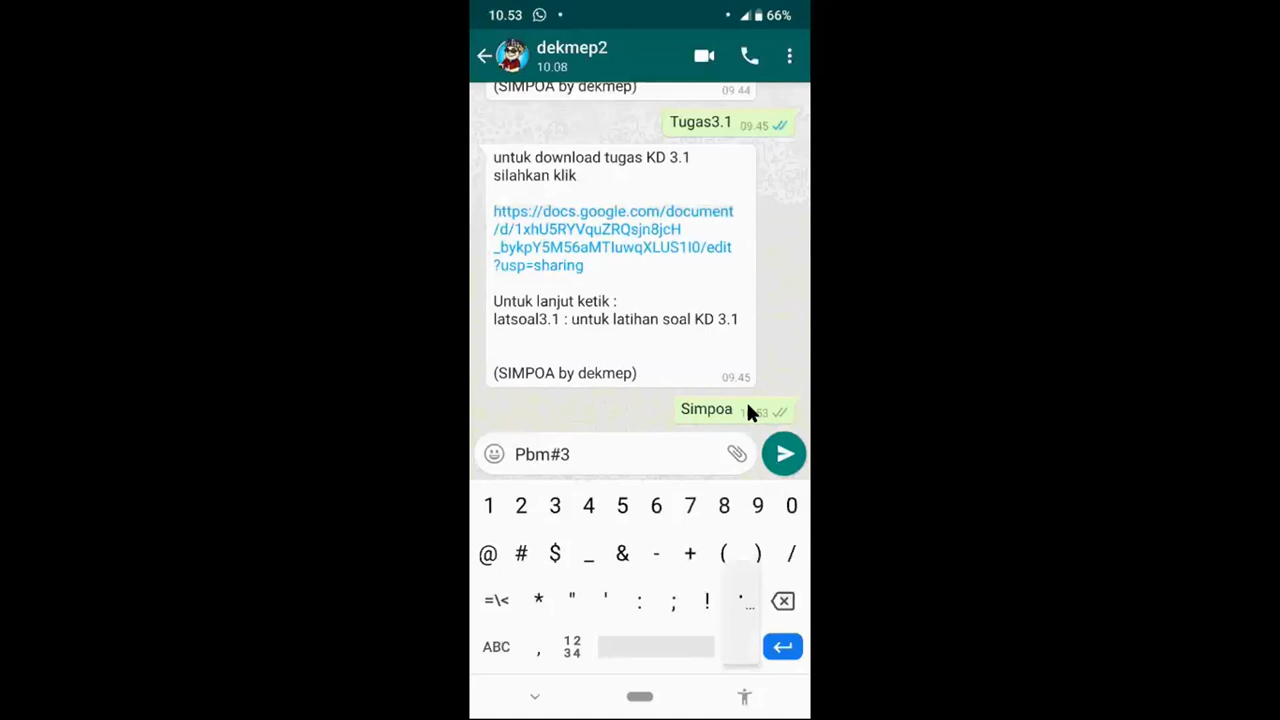 10.53 66%
dekmep2
10.08
(SIMPOA by dekmep) 09.44
Tugas3.1 09.45
untuk download tugas KD 3.1
silahkan klik
https://docs.google.com/document
/d/1xhU5RYVquZRQsjn8jcH
_bykpY5M56aMTIuwqXLUS1I0/edit
?usp=sharing
Untuk lanjut ketik :
latsoal3.1 : untuk latihan soal KD 3.1
(SIMPOA by dekmep) 09.45
Simpoa
Pbm#3
1 2 3 4 5 6 7 8 9 0
@ # $ _ & - + ( ) /
=\< * " ' : ; ! . ...
ABC , 12
34